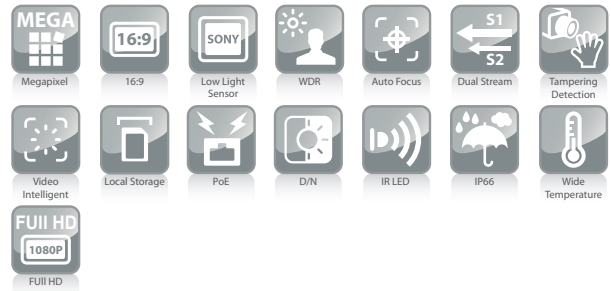 MEGA
Megapixel
16:9
16:9
SONY
Low Light
Sensor
WDR
Auto Focus
S1
S2
Dual Stream
Tampering
Detection
Video
Intelligent
Local Storage
PoE
D/N
IR LED
IP66
Wide
Temperature
FUll HD
1080P
FUll HD